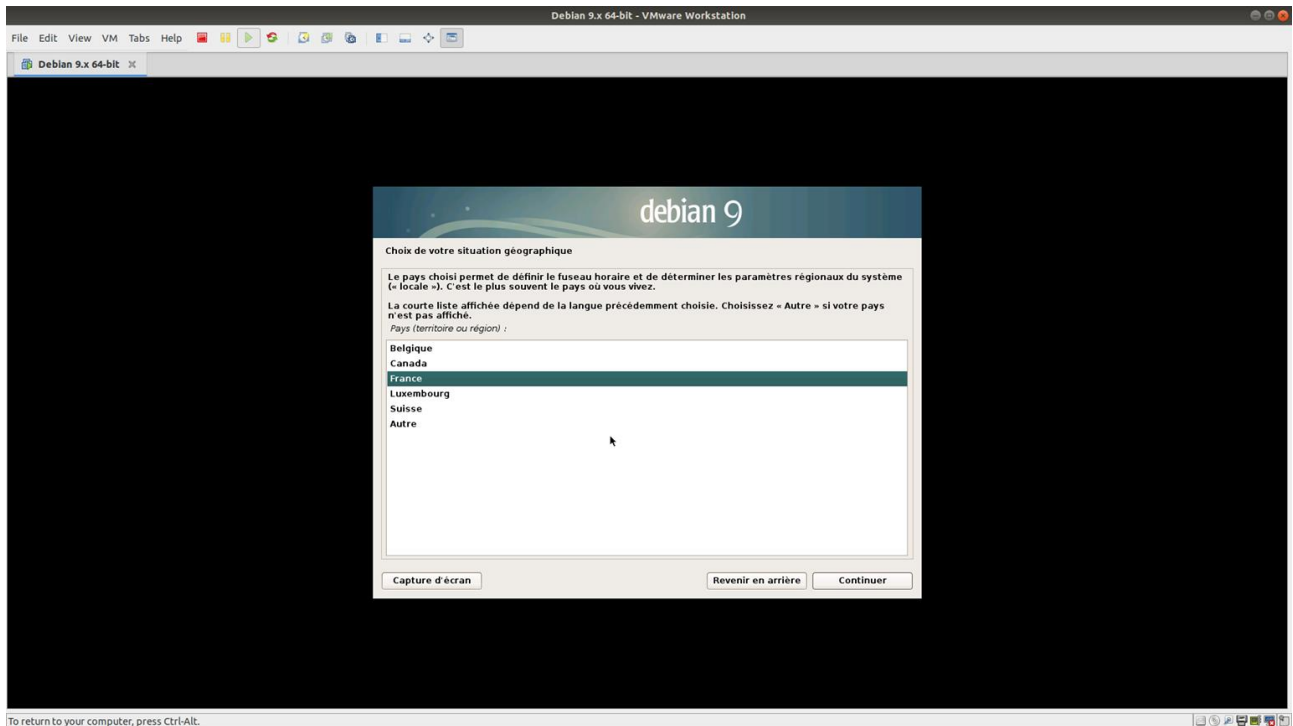 Debian 9.x 64-bit - VMware Workstation
File Edit View VM Tabs Help
Debian 9.x 64-bit
debian 9
Choix de votre situation géographique
Le pays choisi permet de définir le fuseau horaire et de déterminer les paramètres régionaux du système
(« locale »). C'est le plus souvent le pays où vous vivez.
La courte liste affichée dépend de la langue précédemment choisie. Choisissez « Autre » si votre pays
n'est pas affiché.
Pays (territoire ou région) :
Belgique
Canada
France
Luxembourg
Suisse
Autre
Capture d'écran Revenir en arrière Continuer
To return to your computer, press Ctrl-Alt.